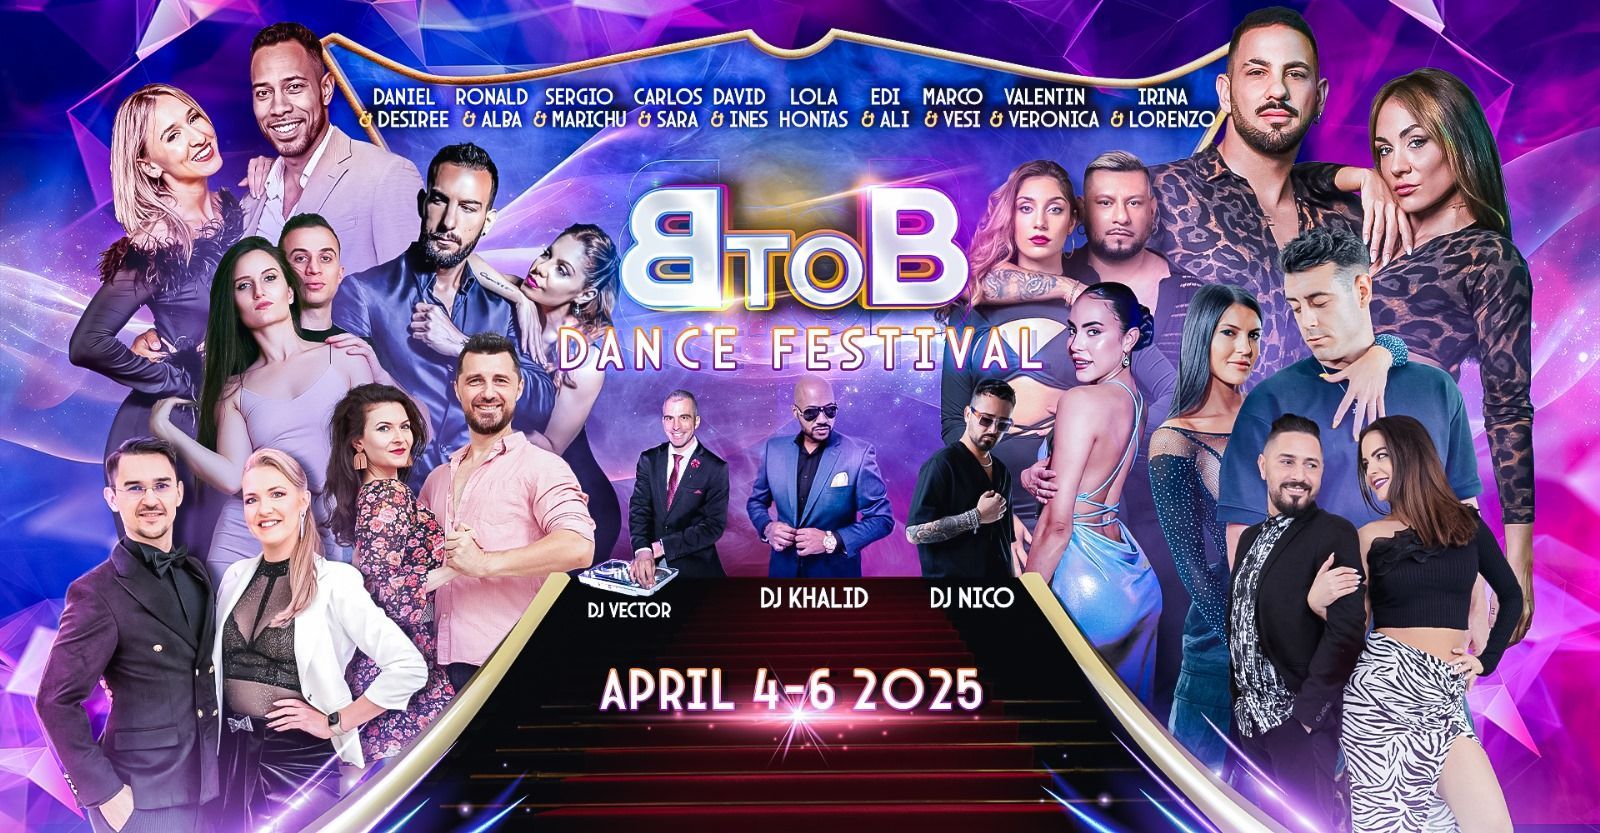 DANIEL RONALD SERGIO CARLOS DAVID LOLA EDI MARCO VALENTIN IRINA
& DESIREE & ALBA & MARICHU & SARA & INES HONTAS & ALI & VESI & VERONICA & LORENZO
BTOB
DANCE FESTIVAL
DJ VECTOR DJ KHALID DJ NICO
APRIL 4-6 2025